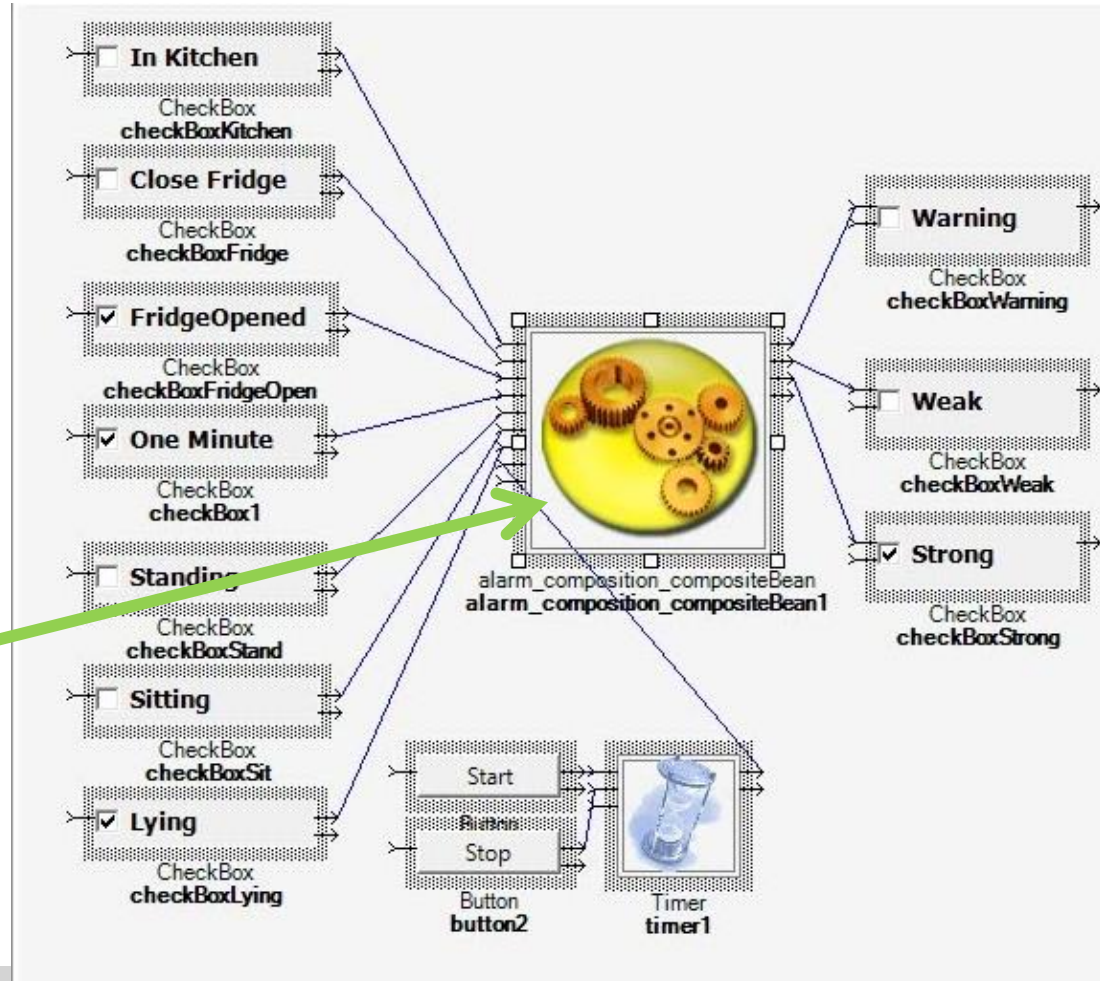 In Kitchen
CheckBox
checkBoxKitchen
Close Fridge
CheckBox
checkBoxFridge
FridgeOpened
CheckBox
checkBoxFridgeOpen
One Minute
CheckBox
checkBox1
Standing
CheckBox
checkBoxStand
Sitting
CheckBox
checkBoxSit
Lying
CheckBox
checkBoxLying
alarm_composition_compositeBean
alarm_composition_compositeBean1
Start
Button
Stop
Button
button2
Timer
timer1
Warning
CheckBox
checkBoxWarning
Weak
CheckBox
checkBoxWeak
Strong
CheckBox
checkBoxStrong